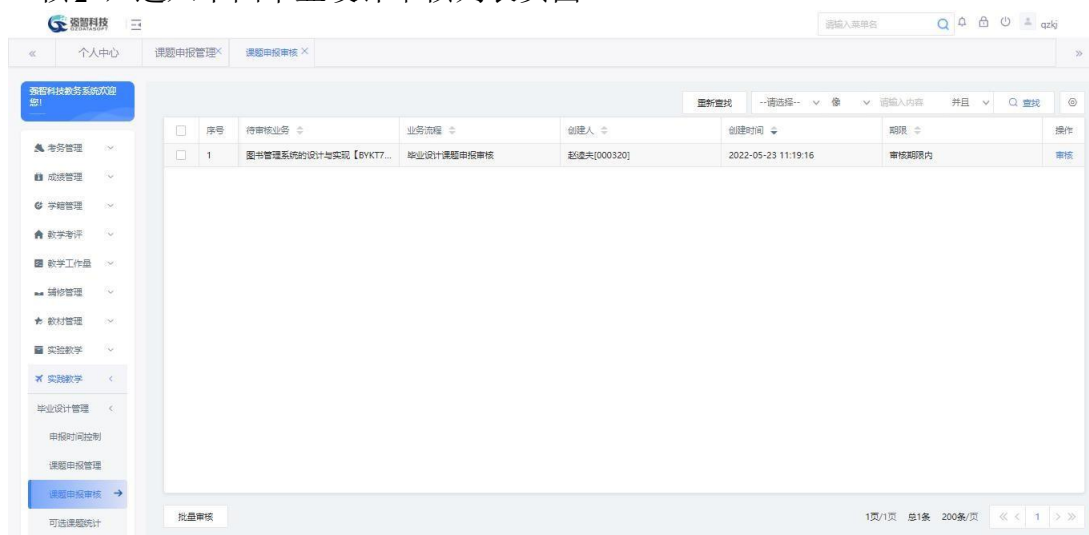 强智科技
QZDATASOFT
请输入菜单名
qzkj
个人中心
课题申报管理×
课题申报审核 ×
强智科技教务系统欢迎
您!
重新查找
--请选择--
像
请输入内容
并且
查找
序号 待审核业务 业务流程 创建人 创建时间 期限 操作
1 图书管理系统的设计与实现【BYKT7... 毕业设计课题申报审核 赵逵夫[000320] 2022-05-23 11:19:16 审核期限内 审核
考务管理
成绩管理
学籍管理
教学考评
教学工作量
辅修管理
教材管理
实验教学
实践教学
毕业设计管理
申报时间控制
课题申报管理
课题申报审核
可选课题统计
批量审核
1页/1页 总1条 200条/页
1